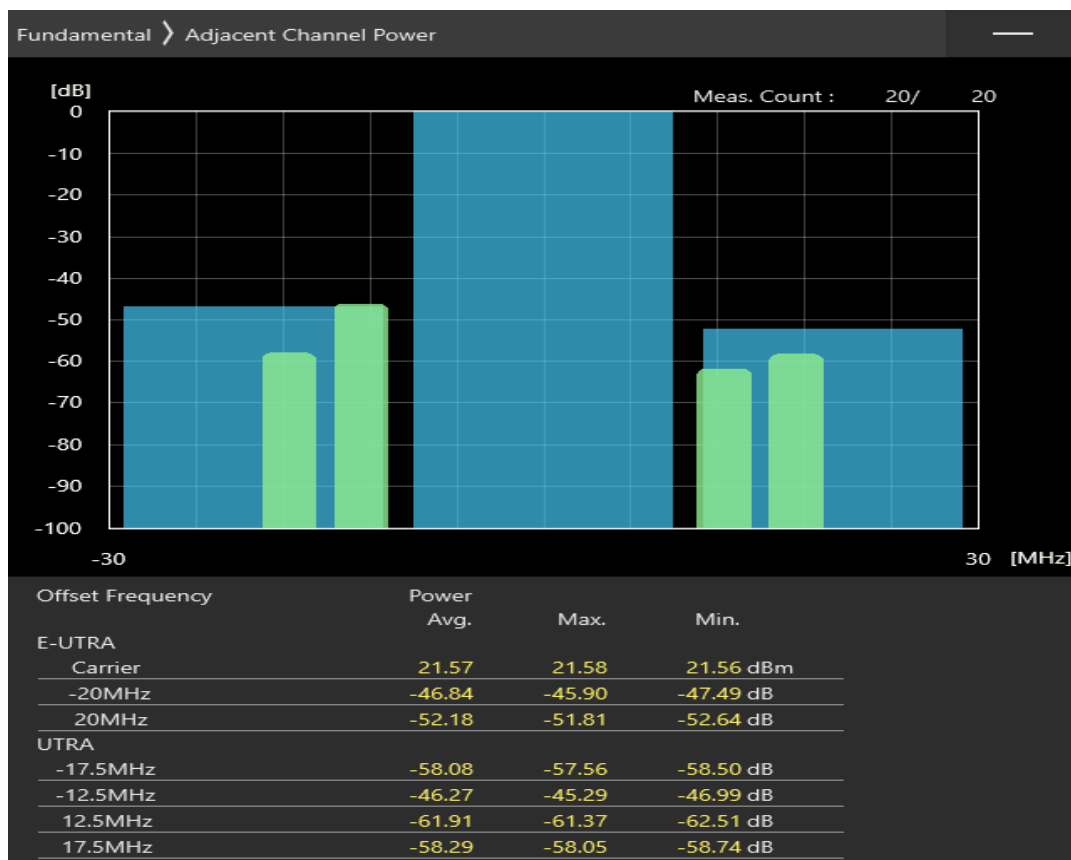 Fundamental ❯ Adjacent Channel Power
[dB]
Meas. Count : 20/ 20
0
-10
-20
-30
-40
-50
-60
-70
-80
-90
-100
-30 30 [MHz]
Offset Frequency Power
Avg. Max. Min.
E-UTRA
Carrier 21.57 21.58 21.56 dBm
-20MHz -46.84 -45.90 -47.49 dB
20MHz -52.18 -51.81 -52.64 dB
UTRA
-17.5MHz -58.08 -57.56 -58.50 dB
-12.5MHz -46.27 -45.29 -46.99 dB
12.5MHz -61.91 -61.37 -62.51 dB
17.5MHz -58.29 -58.05 -58.74 dB